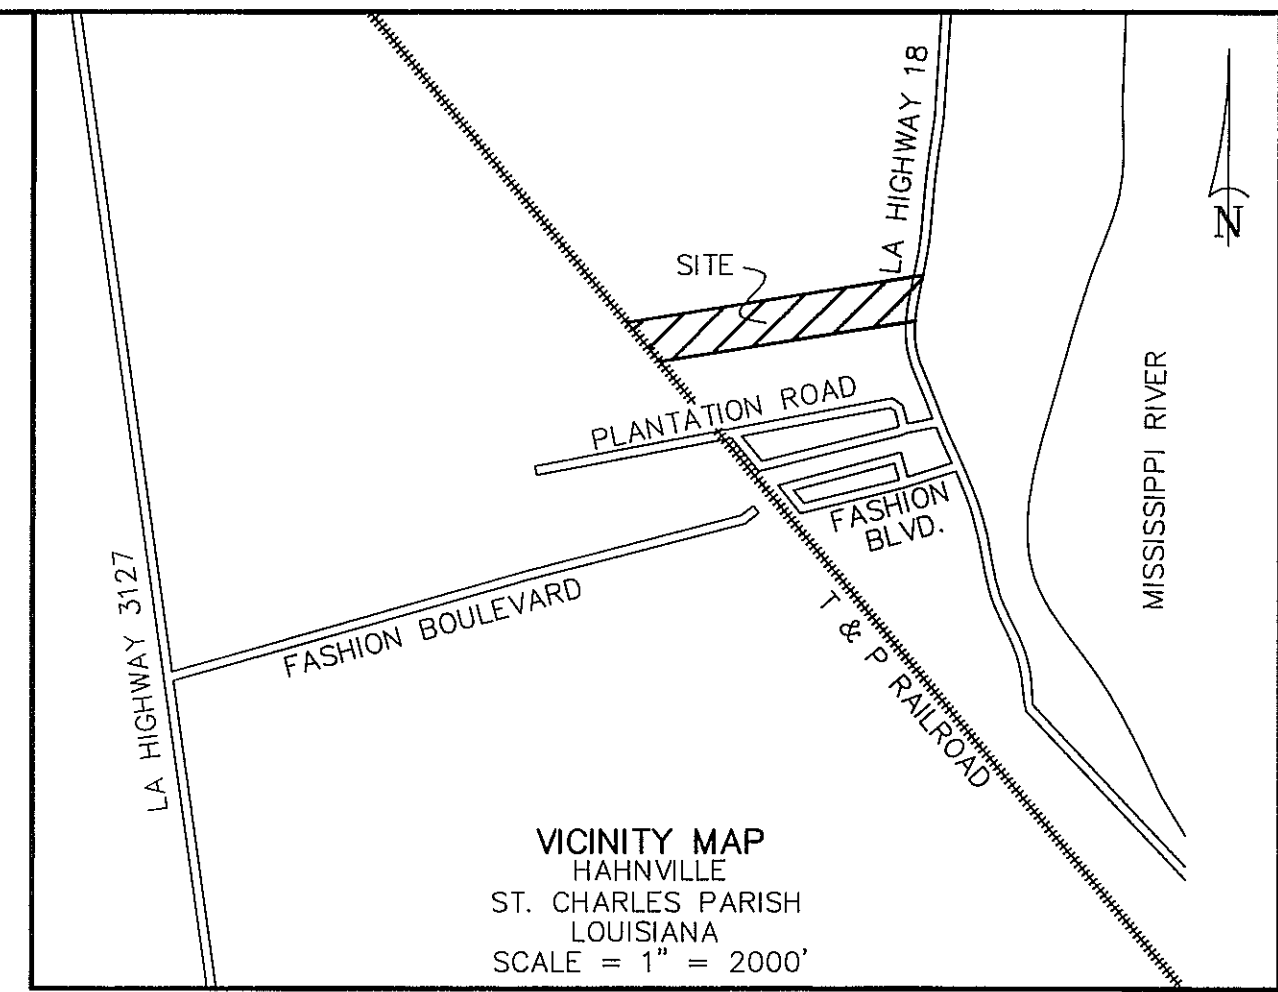 LA HIGHWAY 18
N
SITE
PLANTATION ROAD
MISSISSIPPI RIVER
FASHION
BLVD.
LA HIGHWAY 3127
FASHION BOULEVARD
T & P RAILROAD
VICINITY MAP
HAHNVILLE
ST. CHARLES PARISH
LOUISIANA
SCALE = 1" = 2000'